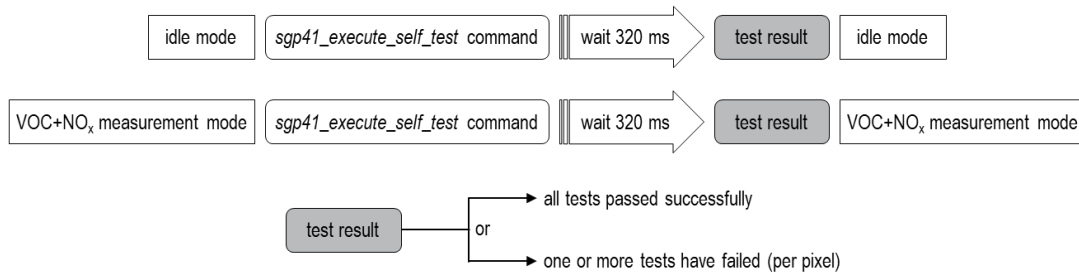 idle mode sgp41_execute_self_test command wait 320 ms test result idle mode
VOC+NOx measurement mode sgp41_execute_self_test command wait 320 ms test result VOC+NOx measurement mode
all tests passed successfully
test result or
one or more tests have failed (per pixel)